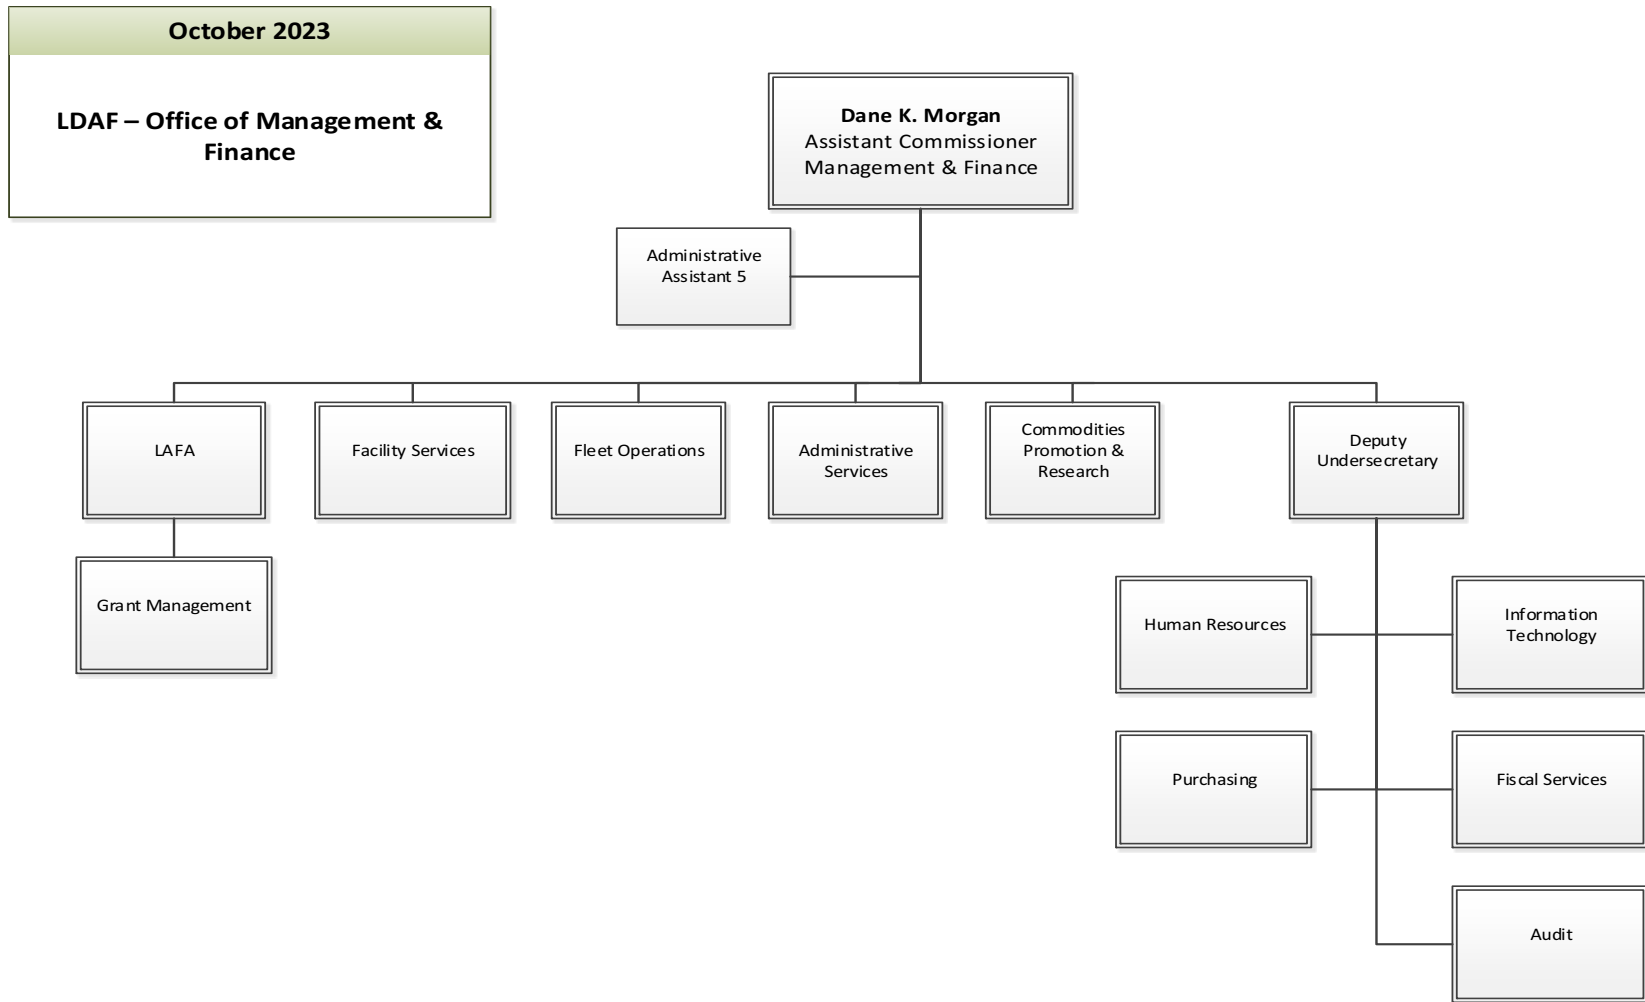 October 2023
LDAF – Office of Management &
Finance
Dane K. Morgan
Assistant Commissioner
Management & Finance
Administrative
Assistant 5
LAFA
Facility Services
Fleet Operations
Administrative
Services
Commodities
Promotion &
Research
Deputy
Undersecretary
Grant Management
Human Resources
Information
Technology
Purchasing
Fiscal Services
Audit